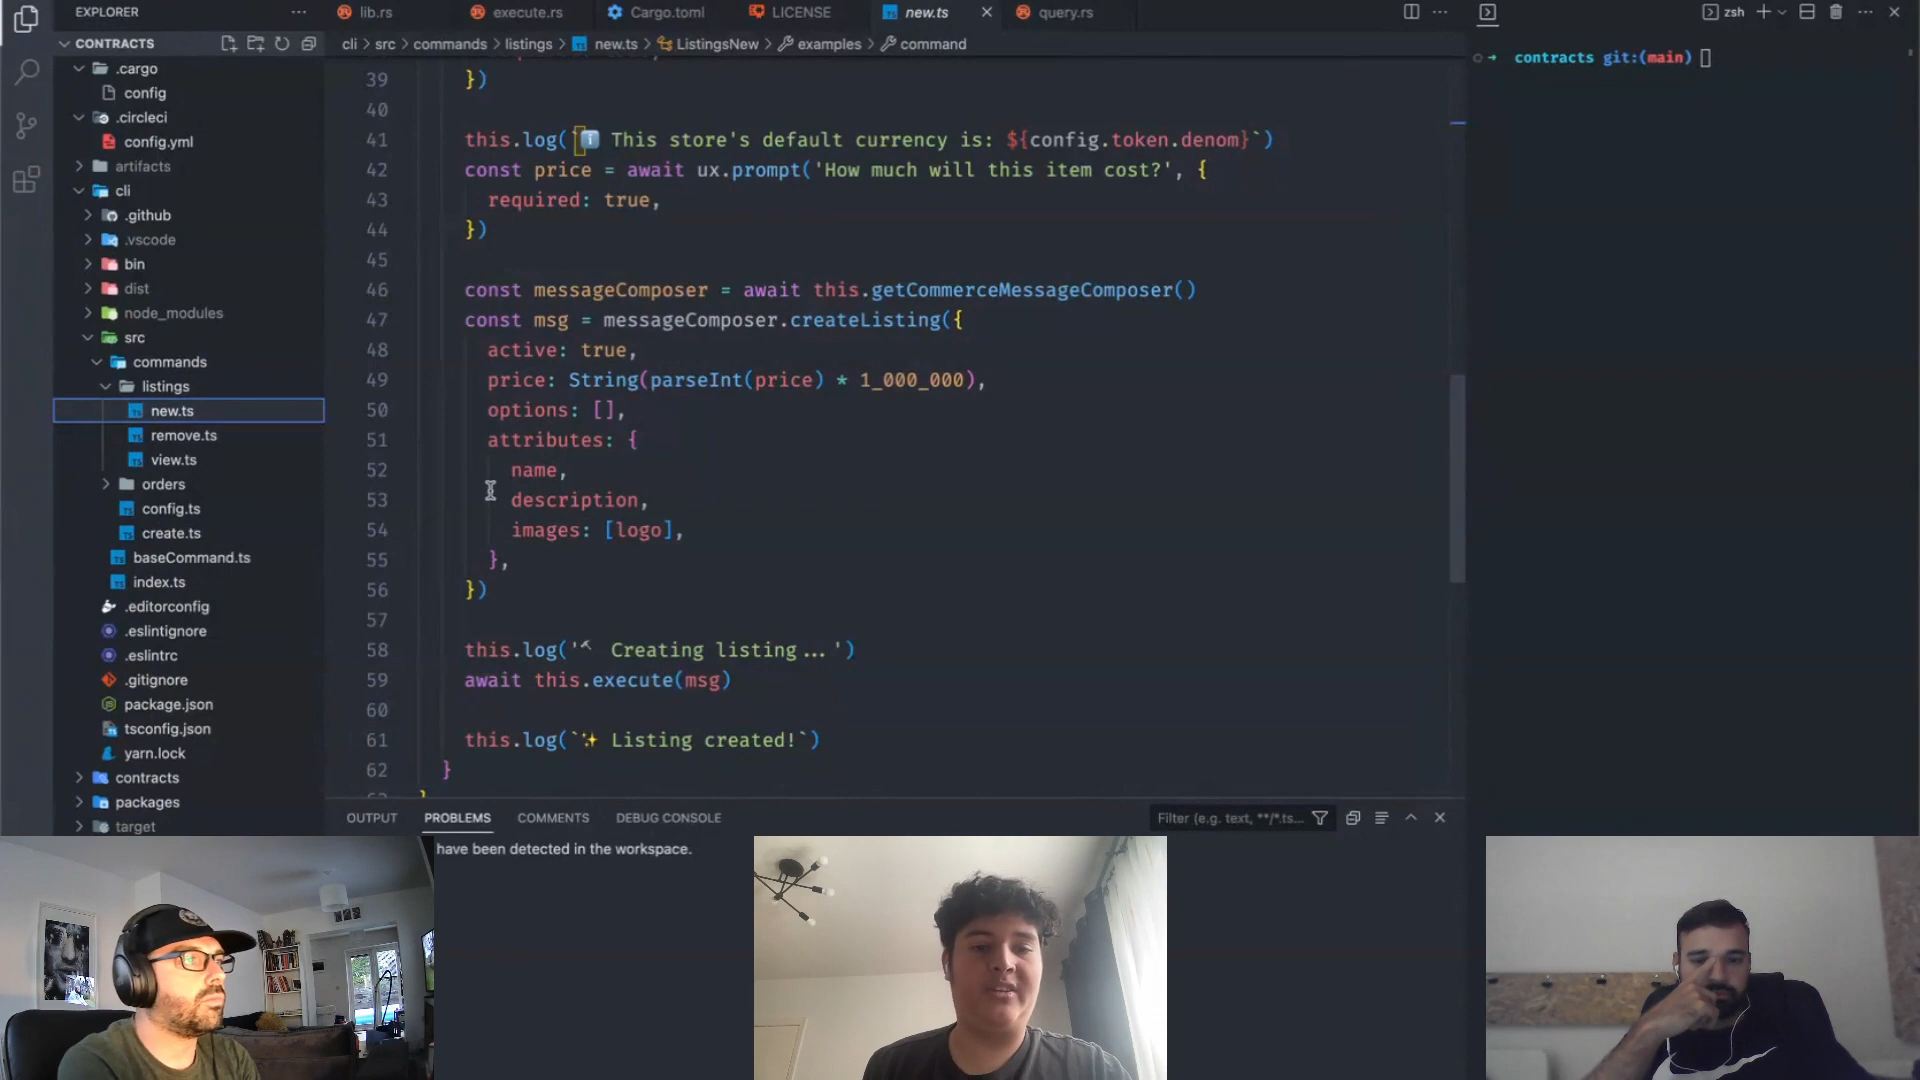 EXPLORER
CONTRACTS
.cargo
config
.circleci
config.yml
artifacts
cli
.github
.vscode
bin
dist
node_modules
src
commands
listings
new.ts
remove.ts
view.ts
orders
config.ts
create.ts
baseCommand.ts
index.ts
.editorconfig
.eslintignore
.eslintrc
.gitignore
package.json
tsconfig.json
yarn.lock
contracts
packages
target
lib.rs execute.rs Cargo.toml LICENSE new.ts query.rs
cli > src > commands > listings > new.ts > ListingsNew > examples > command
39 })
40
41 this.log(`ℹ️ This store's default currency is: ${config.token.denom}`)
42 const price = await ux.prompt('How much will this item cost?', {
43 required: true,
44 })
45
46 const messageComposer = await this.getCommerceMessageComposer()
47 const msg = messageComposer.createListing({
48 active: true,
49 price: String(parseInt(price) * 1_000_000),
50 options: [],
51 attributes: {
52 name,
53 description,
54 images: [logo],
55 },
56 })
57
58 this.log('⛏ Creating listing...')
59 await this.execute(msg)
60
61 this.log(`✨ Listing created!`)
62 }
OUTPUT PROBLEMS COMMENTS DEBUG CONSOLE
Filter (e.g. text, **/*.ts...
have been detected in the workspace.
zsh
contracts git:(main)